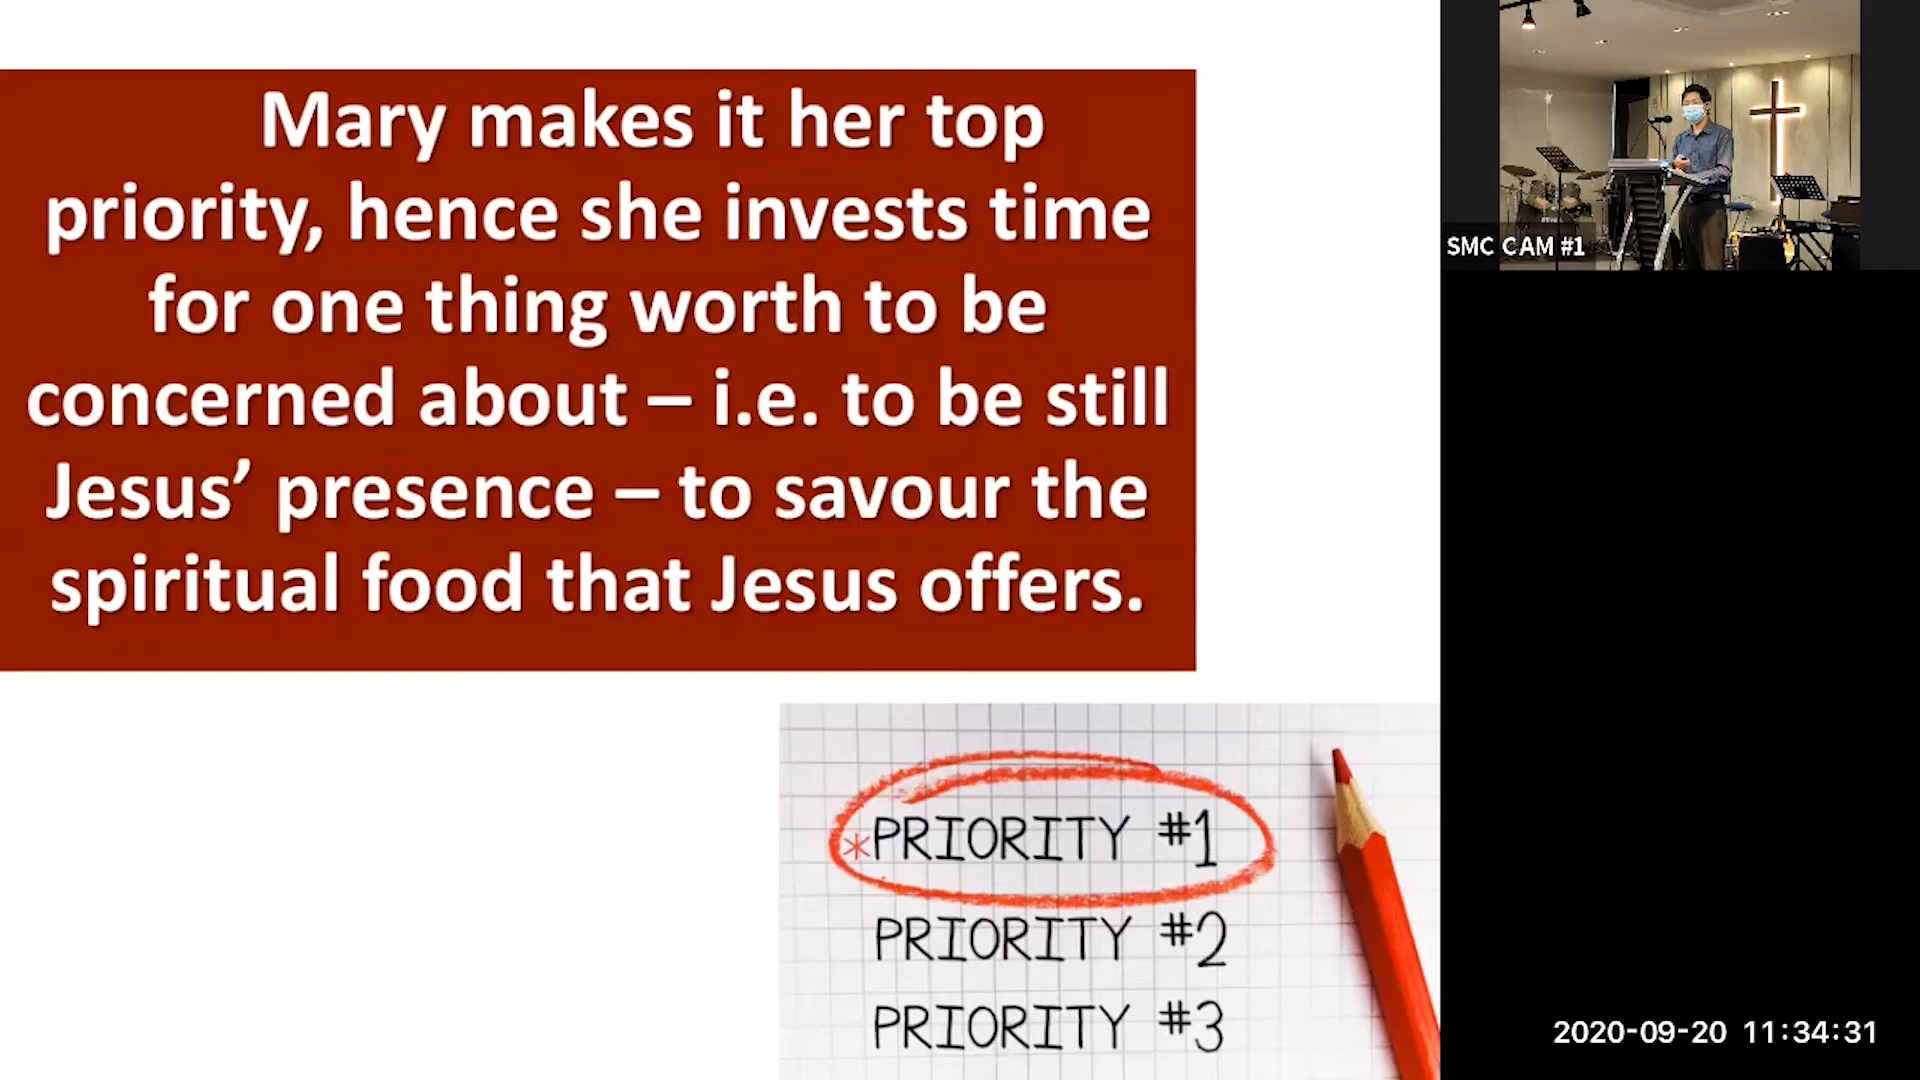 Mary makes it her top
priority, hence she invests time
for one thing worth to be
concerned about – i.e. to be still
Jesus’ presence – to savour the
spiritual food that Jesus offers.
SMC CAM #1
*PRIORITY #1
PRIORITY #2
PRIORITY #3
2020-09-20 11:34:31